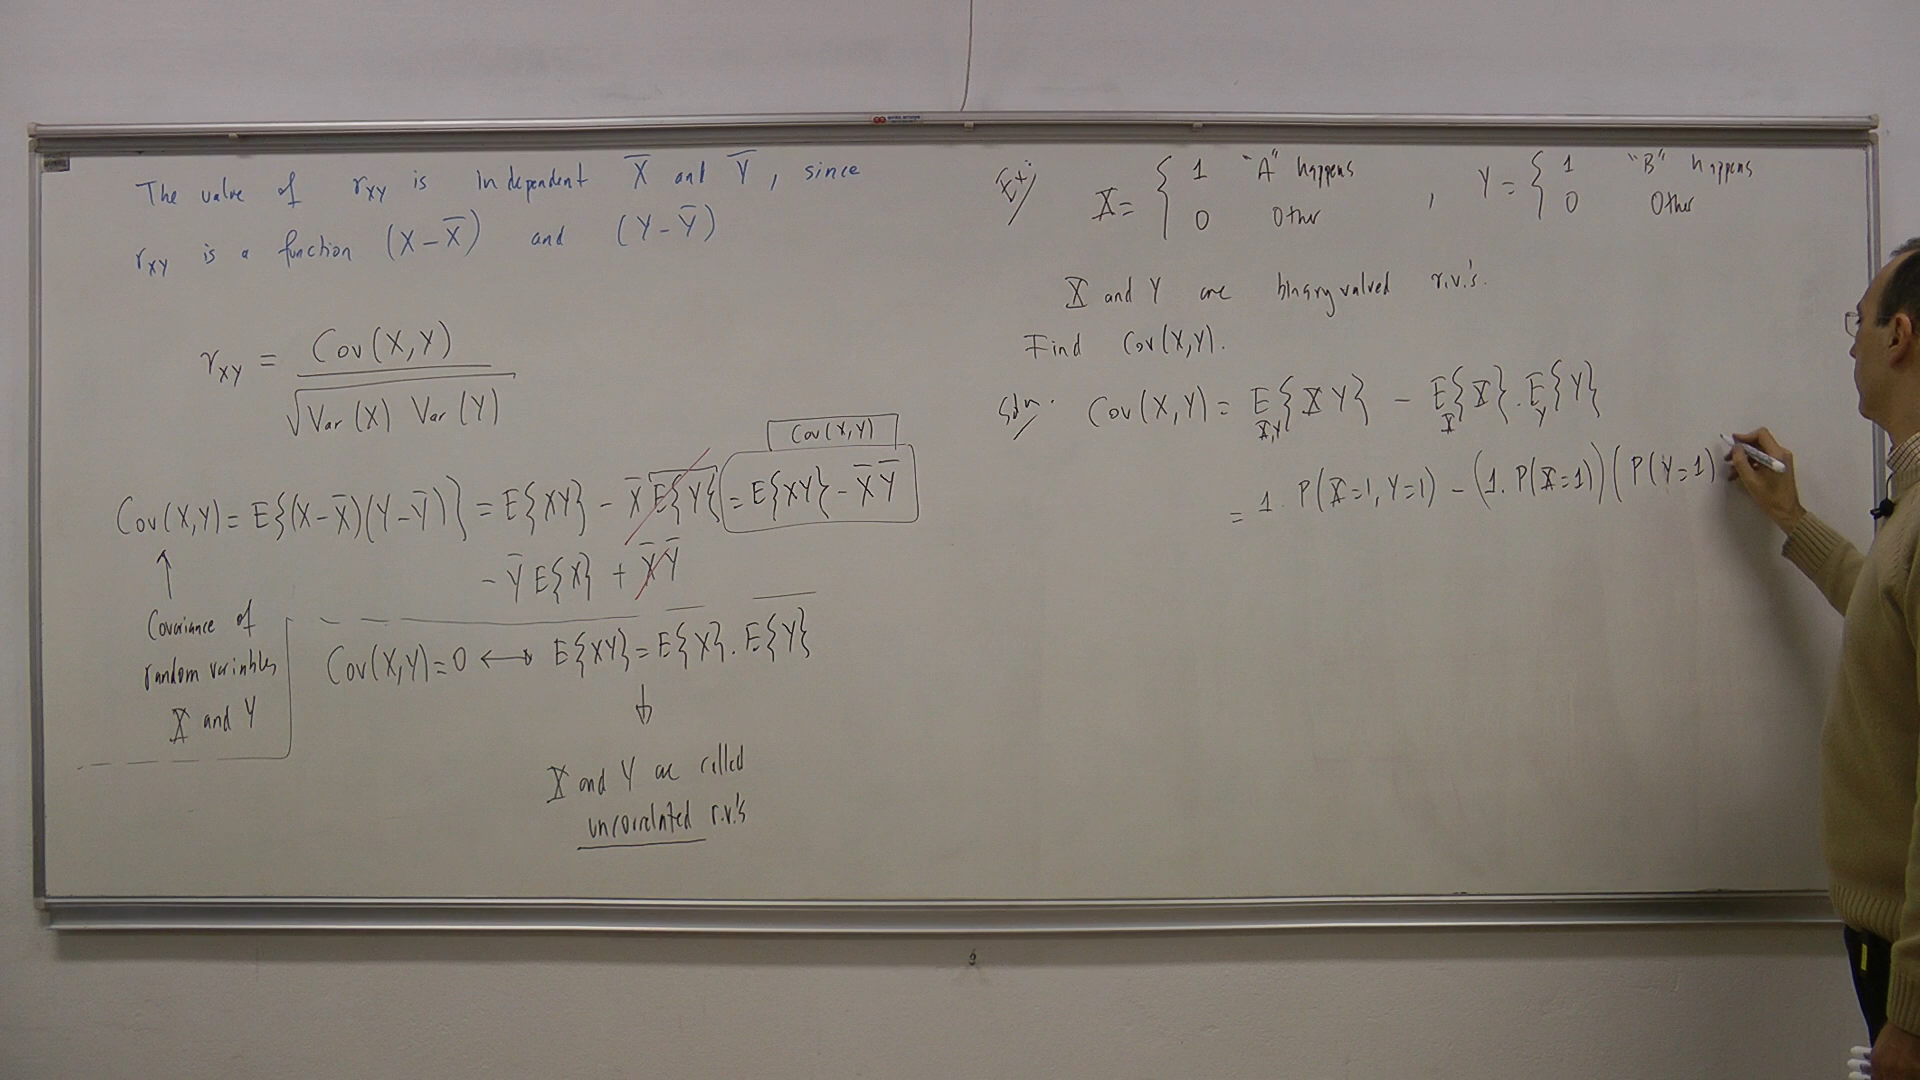 The value of r_XY is independent X̅ and Y̅, since
r_XY is a function (X-X̅) and (Y-Y̅)
r_XY = Cov(X,Y) / √Var(X) Var(Y)
Cov(X,Y)
Cov(X,Y) = E{(X-X̅)(Y-Y̅)} = E{XY} - X̅ E{Y} = E{XY} - X̅ Y̅
- Y̅ E{X} + X̅ Y̅
Covariance of
random variables
X and Y
Cov(X,Y)=0 ⟷ E{XY} = E{X} . E{Y}
↓
X and Y are called
uncorrelated r.v.'s
Ex/ X = { 1 "A" happens , Y = { 1 "B" happens
0 Other 0 Other
X and Y are binary valued r.v.'s.
Find Cov(X,Y).
Soln. Cov(X,Y) = E_X,Y{XY} - E_X{X} . E_Y{Y}
= 1. P(X=1, Y=1) - (1. P(X=1)) (P(Y=1)